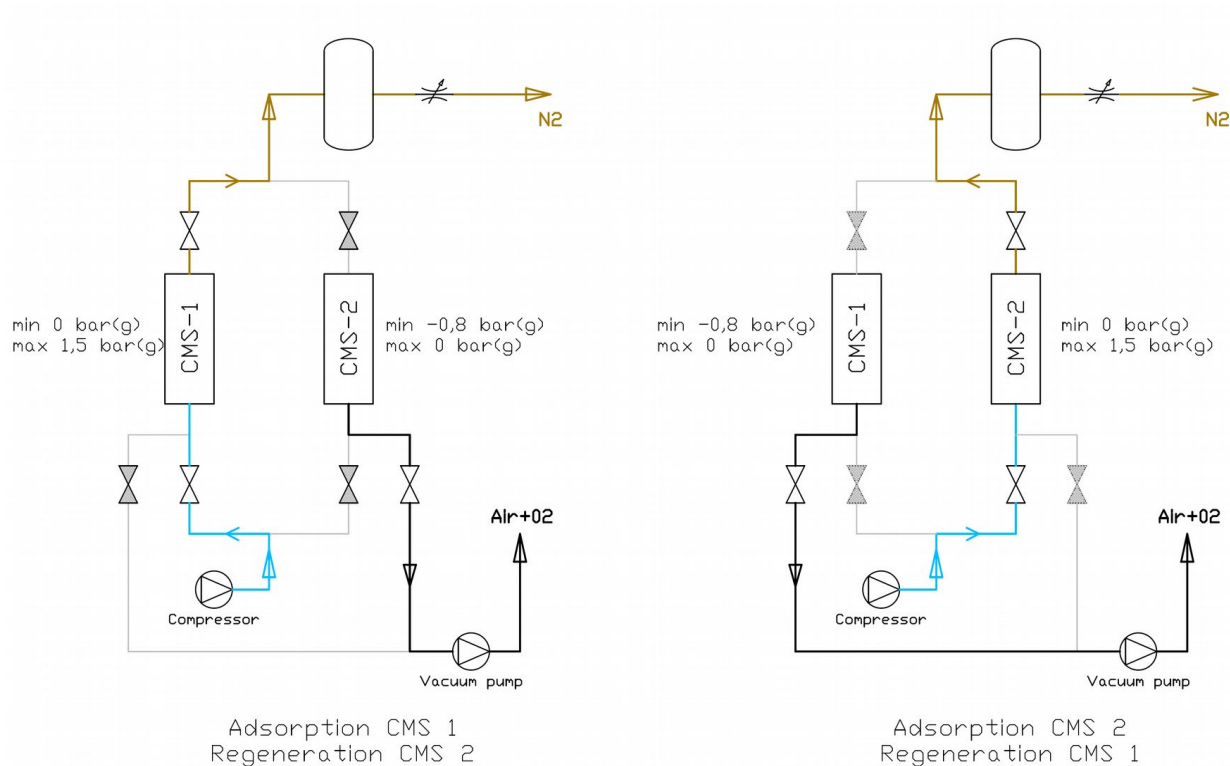 N2
CMS-1
CMS-2
min 0 bar(g)
max 1,5 bar(g)
min -0,8 bar(g)
max 0 bar(g)
Air+O2
Compressor
Vacuum pump
Adsorption CMS 1
Regeneration CMS 2
N2
CMS-1
CMS-2
min -0,8 bar(g)
max 0 bar(g)
min 0 bar(g)
max 1,5 bar(g)
Air+O2
Compressor
Vacuum pump
Adsorption CMS 2
Regeneration CMS 1